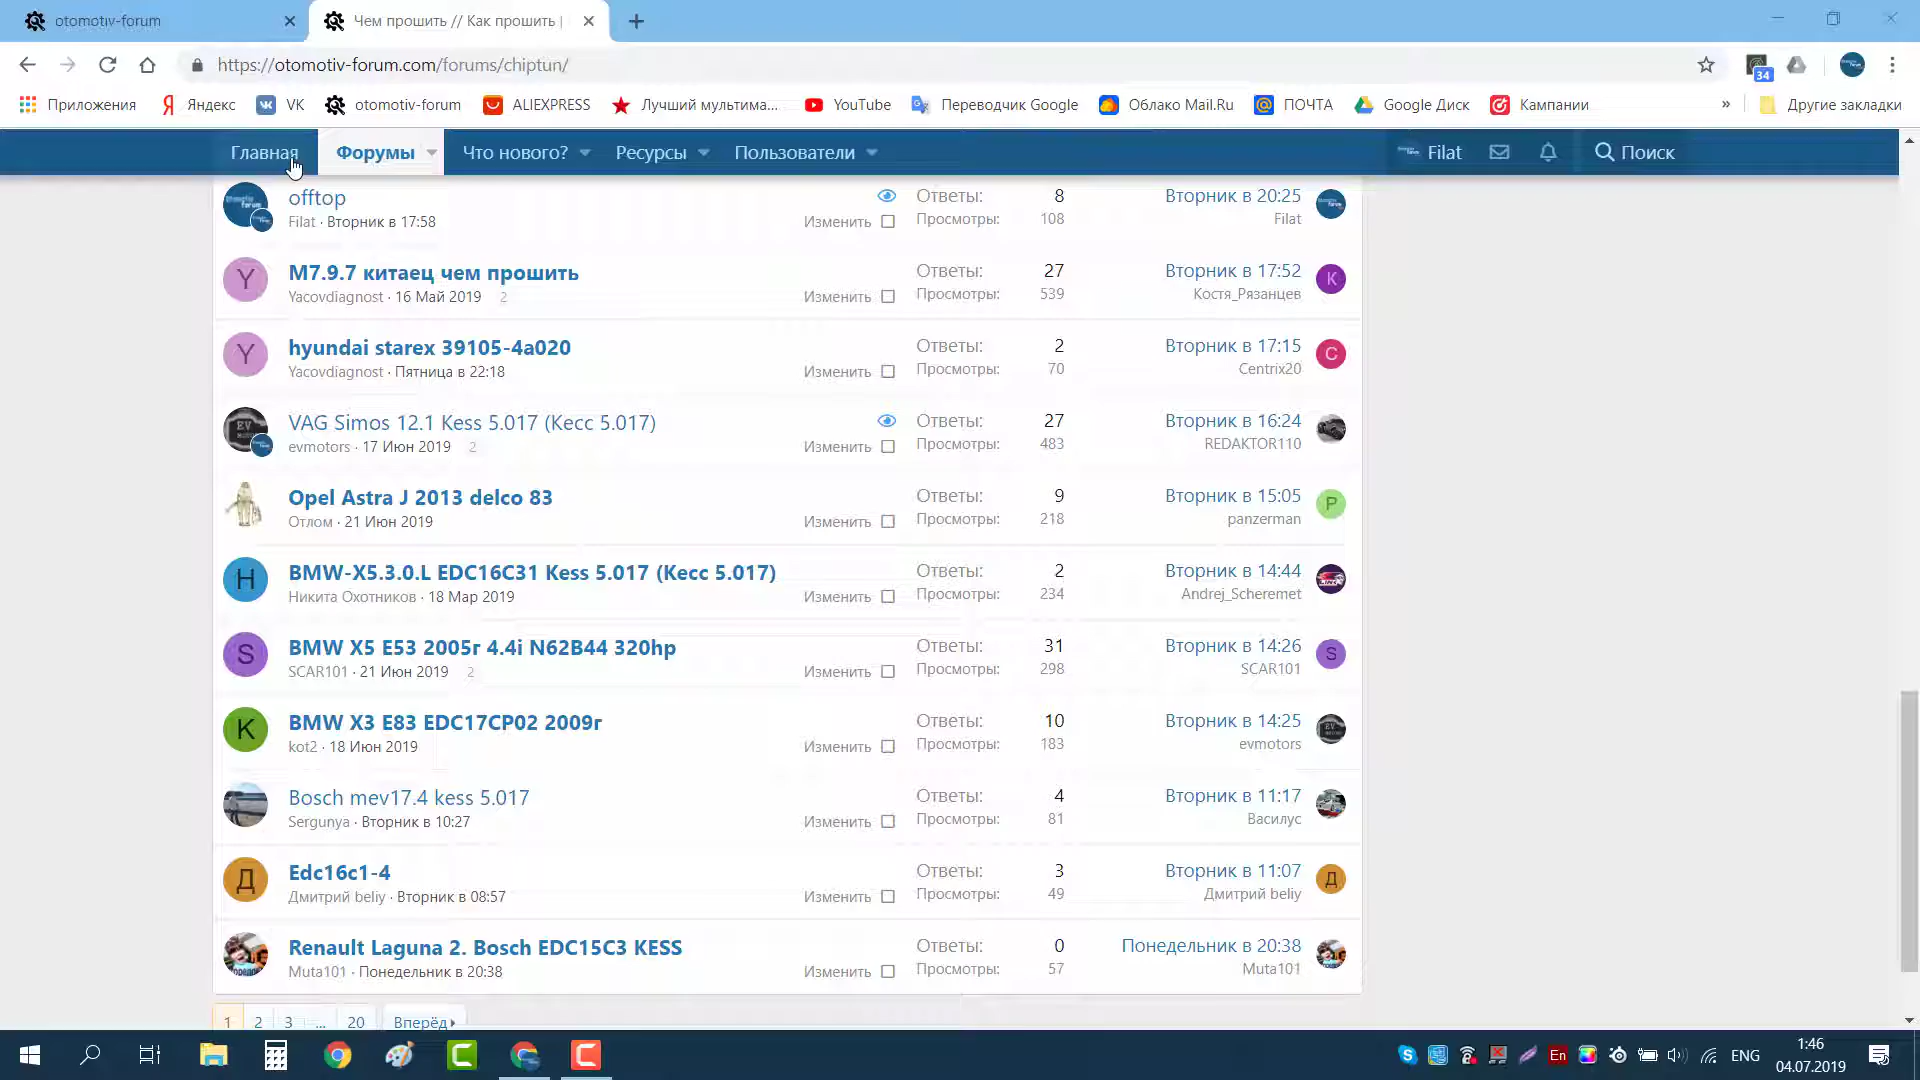 otomotiv-forum
Чем прошить // Как прошить |
https://otomotiv-forum.com/forums/chiptun/
34
Приложения Яндекс VK otomotiv-forum ALIEXPRESS Лучший мультима... YouTube Переводчик Google Облако Mail.Ru ПОЧТА Google Диск Кампании » Другие закладки
Главная Форумы Что нового? Ресурсы Пользователи Filat Поиск
offtop Ответы: 8 Вторник в 20:25
Filat · Вторник в 17:58 Изменить Просмотры: 108 Filat
Y М7.9.7 китаец чем прошить Ответы: 27 Вторник в 17:52 К
Yacovdiagnost · 16 Май 2019 2 Изменить Просмотры: 539 Костя_Рязанцев
Y hyundai starex 39105-4a020 Ответы: 2 Вторник в 17:15 C
Yacovdiagnost · Пятница в 22:18 Изменить Просмотры: 70 Centrix20
VAG Simos 12.1 Kess 5.017 (Кесс 5.017) Ответы: 27 Вторник в 16:24
evmotors · 17 Июн 2019 2 Изменить Просмотры: 483 REDAKTOR110
Opel Astra J 2013 delco 83 Ответы: 9 Вторник в 15:05 P
Отлом · 21 Июн 2019 Изменить Просмотры: 218 panzerman
Н BMW-X5.3.0.L EDC16C31 Kess 5.017 (Кесс 5.017) Ответы: 2 Вторник в 14:44
Никита Охотников · 18 Мар 2019 Изменить Просмотры: 234 Andrej_Scheremet
S BMW X5 E53 2005г 4.4i N62B44 320hp Ответы: 31 Вторник в 14:26 S
SCAR101 · 21 Июн 2019 2 Изменить Просмотры: 298 SCAR101
K BMW X3 E83 EDC17CP02 2009г Ответы: 10 Вторник в 14:25
kot2 · 18 Июн 2019 Изменить Просмотры: 183 evmotors
Bosch mev17.4 kess 5.017 Ответы: 4 Вторник в 11:17
Sergunya · Вторник в 10:27 Изменить Просмотры: 81 Василус
Д Edc16c1-4 Ответы: 3 Вторник в 11:07 Д
Дмитрий beliy · Вторник в 08:57 Изменить Просмотры: 49 Дмитрий beliy
Renault Laguna 2. Bosch EDC15C3 KESS Ответы: 0 Понедельник в 20:38
Muta101 · Понедельник в 20:38 Изменить Просмотры: 57 Muta101
1 2 3 ... 20 Вперёд
En ENG 1:46
04.07.2019